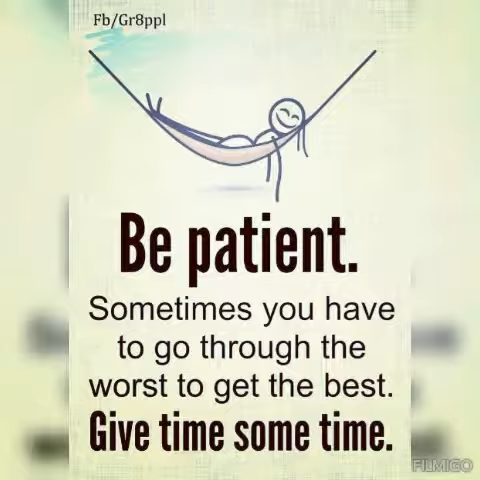 Fb/Gr8ppl
Be patient.
Sometimes you have
to go through the
worst to get the best.
Give time some time.
FILMIGO